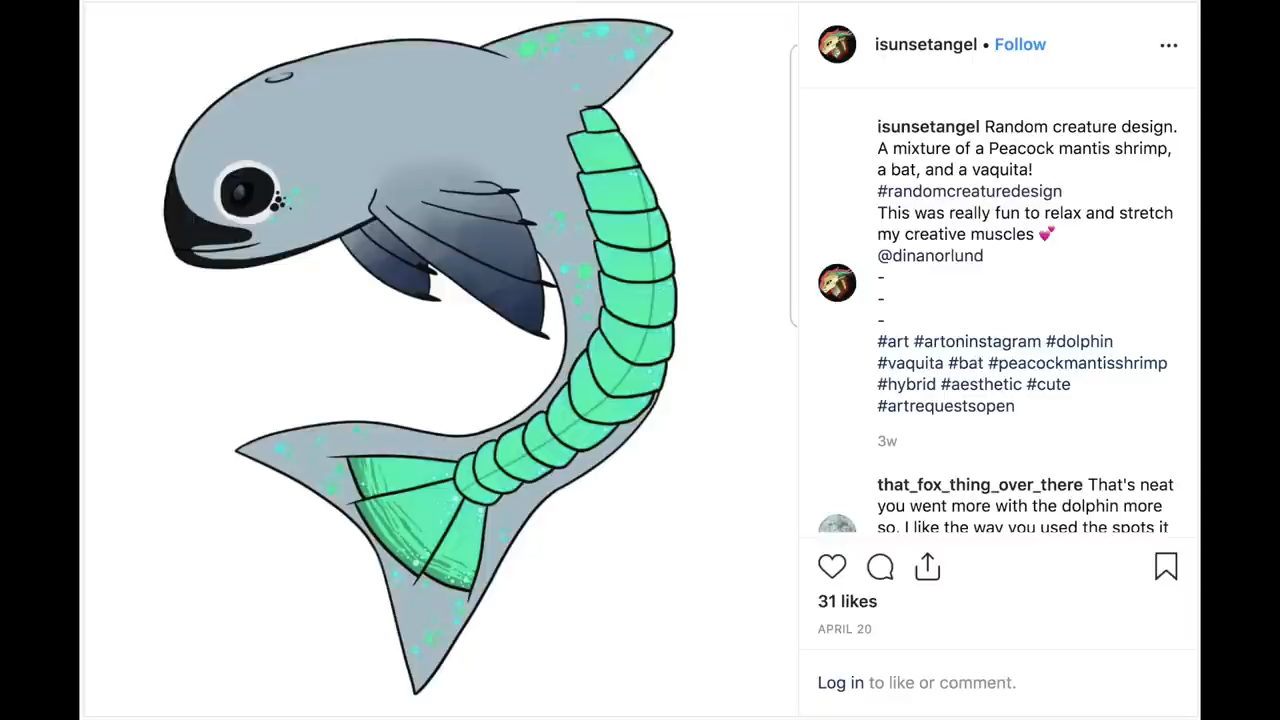 isunsetangel • Follow
isunsetangel Random creature design.
A mixture of a Peacock mantis shrimp,
a bat, and a vaquita!
#randomcreaturedesign
This was really fun to relax and stretch
my creative muscles 💕
@dinanorlund
-
-
-
#art #artoninstagram #dolphin
#vaquita #bat #peacockmantisshrimp
#hybrid #aesthetic #cute
#artrequestsopen
3w
that_fox_thing_over_there That's neat
you went more with the dolphin more
so. I like the way you used the spots it
31 likes
APRIL 20
Log in to like or comment.